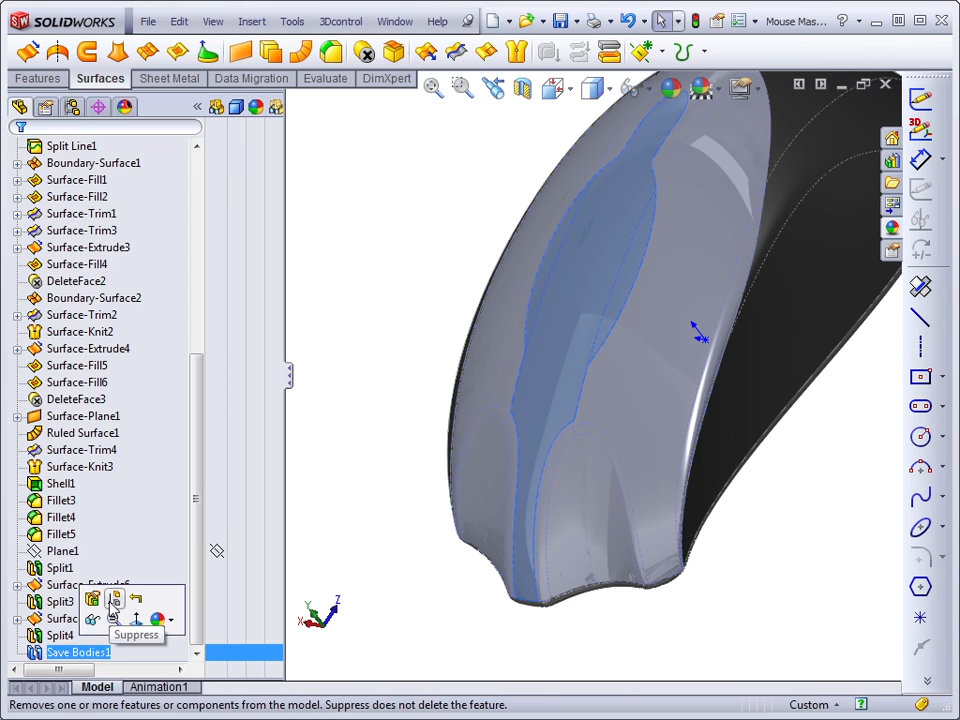 SOLIDWORKS File Edit View Insert Tools 3Dcontrol Window Help Mouse Mas... ?
Features Surfaces Sheet Metal Data Migration Evaluate DimXpert
3D
Split Line1
Boundary-Surface1
Surface-Fill1
Surface-Fill2
Surface-Trim1
Surface-Trim3
Surface-Extrude3
Surface-Fill4
DeleteFace2
Boundary-Surface2
Surface-Trim2
Surface-Knit2
Surface-Extrude4
Surface-Fill5
Surface-Fill6
DeleteFace3
Surface-Plane1
Ruled Surface1
Surface-Trim4
Surface-Knit3
Shell1
Fillet3
Fillet4
Fillet5
Plane1
Split1
Split3
Surfac
Suppress
Split4
Save Bodies1
X Y Z
Model Animation1
Removes one or more features or components from the model. Suppress does not delete the feature. Custom ?